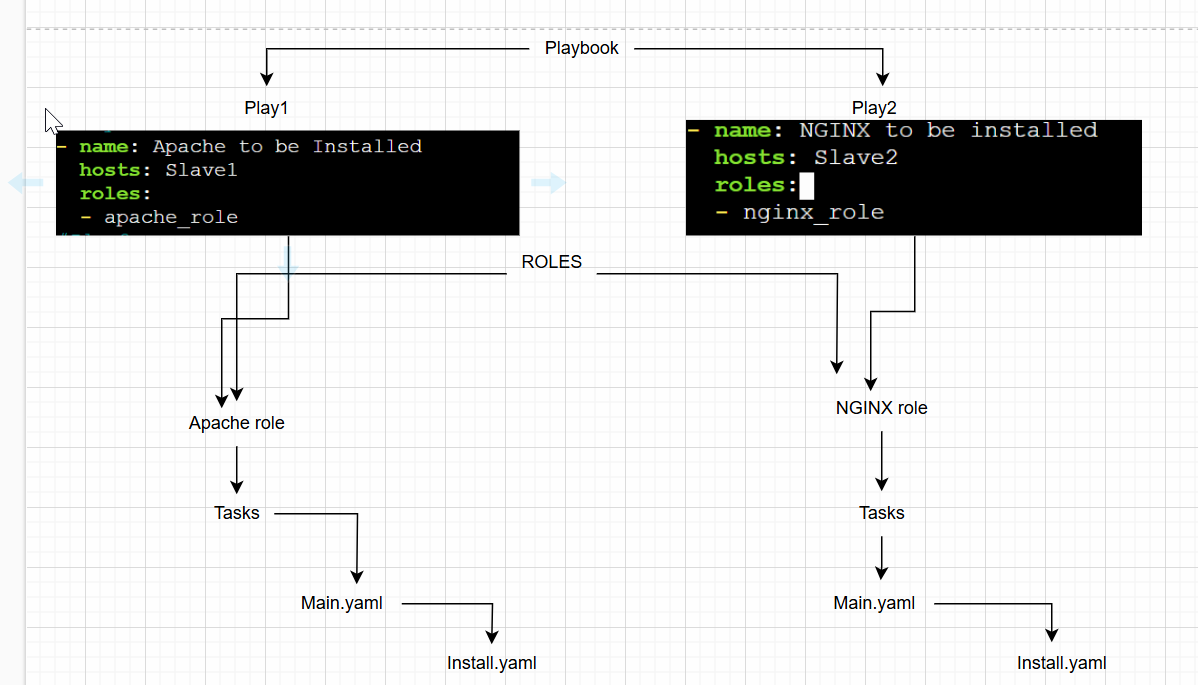 Playbook
Play1
Play2
- name: Apache to be Installed
hosts: Slave1
roles:
- apache_role
- name: NGINX to be installed
hosts: Slave2
roles:
- nginx_role
ROLES
Apache role
NGINX role
Tasks
Tasks
Main.yaml
Main.yaml
Install.yaml
Install.yaml